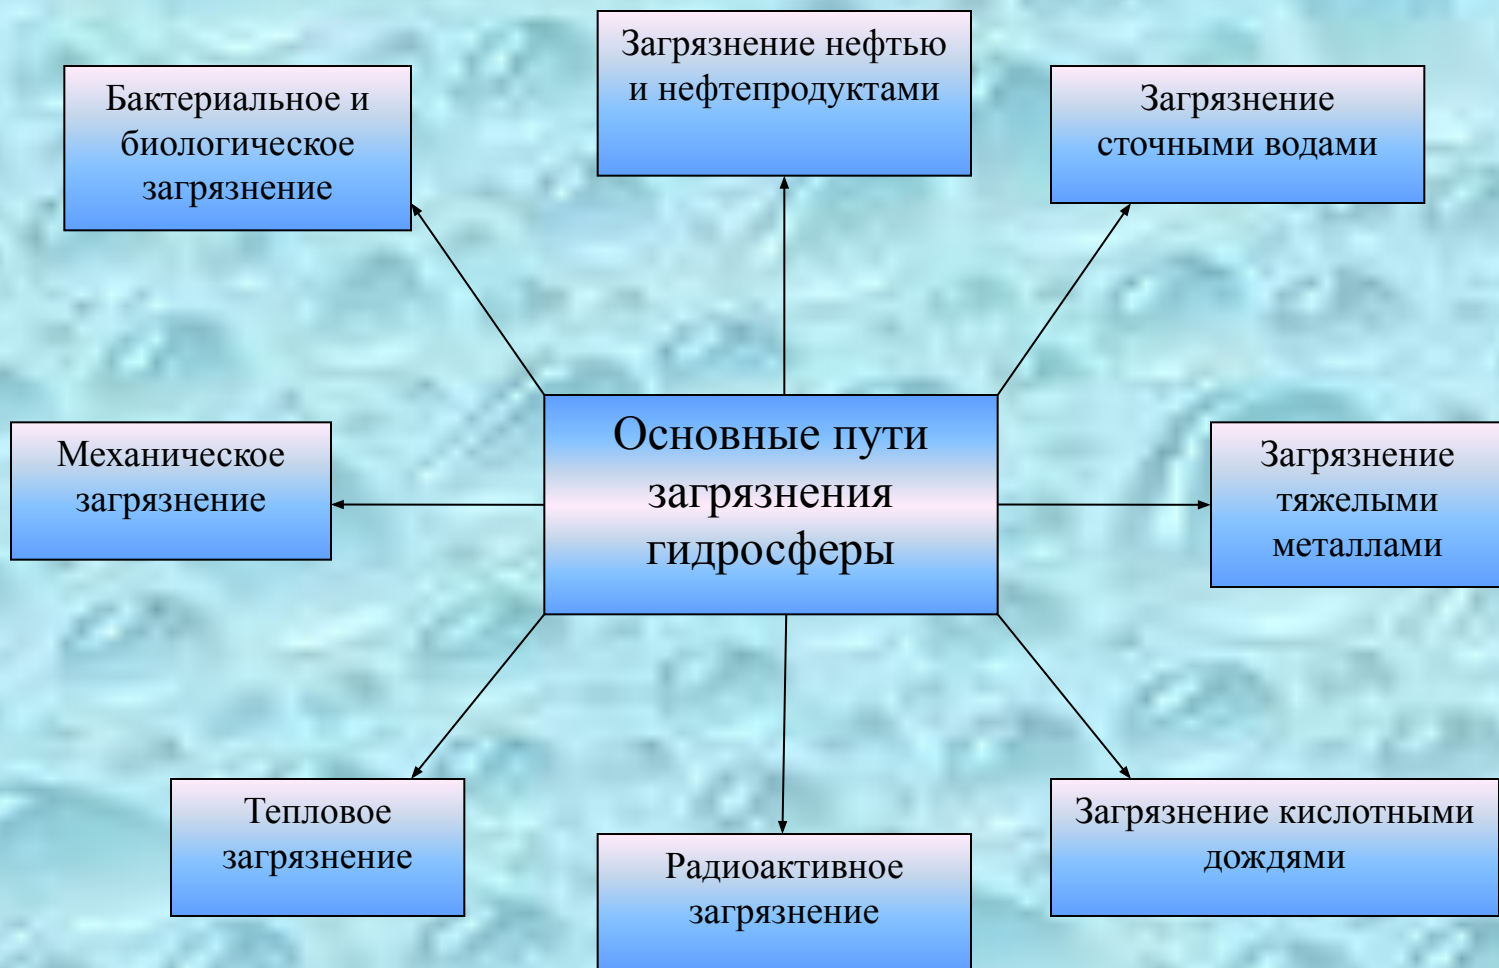 Загрязнение нефтью
и нефтепродуктами
Бактериальное и
биологическое
загрязнение
Загрязнение
сточными водами
Основные пути
загрязнения
гидросферы
Механическое
загрязнение
Загрязнение
тяжелыми
металлами
Тепловое
загрязнение
Радиоактивное
загрязнение
Загрязнение кислотными
дождями